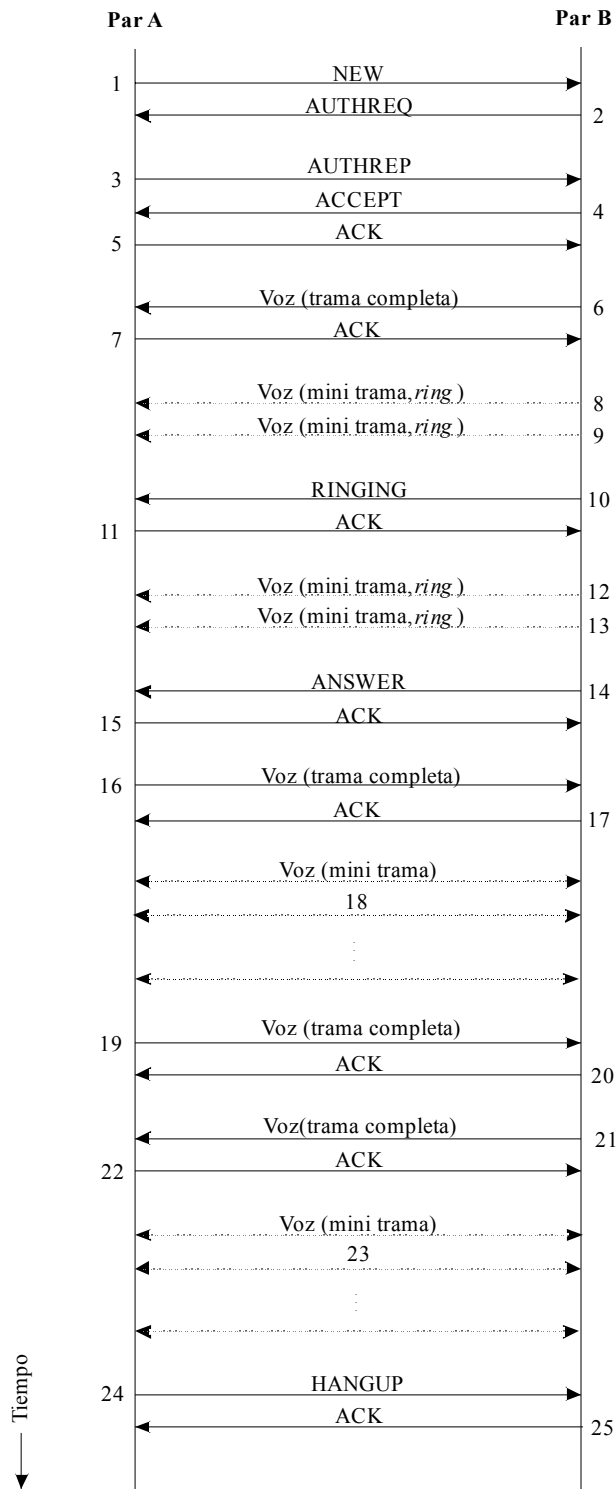 Par A Par B
NEW
1
AUTHREQ
2
AUTHREP
3
ACCEPT
4
ACK
5
Voz (trama completa)
6
ACK
7
Voz (mini trama,ring )
8
Voz (mini trama,ring )
9
RINGING
10
ACK
11
Voz (mini trama,ring )
12
Voz (mini trama,ring )
13
ANSWER
14
ACK
15
Voz (trama completa)
16
ACK
17
Voz (mini trama)
18
Voz (trama completa)
19
ACK
20
Voz(trama completa)
21
ACK
22
Voz (mini trama)
23
HANGUP
24
ACK
25
Tiempo